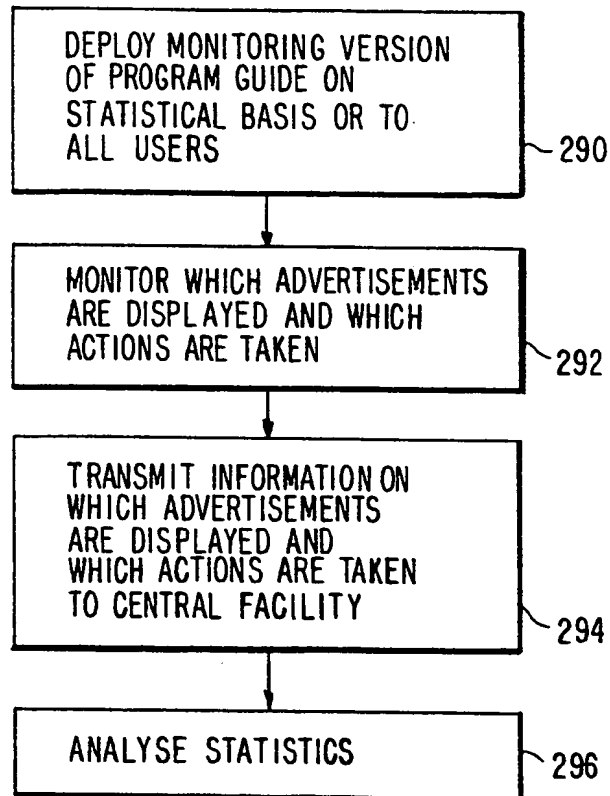 DEPLOY MONITORING VERSION
OF PROGRAM GUIDE ON
STATISTICAL BASIS OR TO
ALL USERS
290
MONITOR WHICH ADVERTISEMENTS
ARE DISPLAYED AND WHICH
ACTIONS ARE TAKEN
292
TRANSMIT INFORMATION ON
WHICH ADVERTISEMENTS
ARE DISPLAYED AND
WHICH ACTIONS ARE TAKEN
TO CENTRAL FACILITY
294
ANALYSE STATISTICS
296